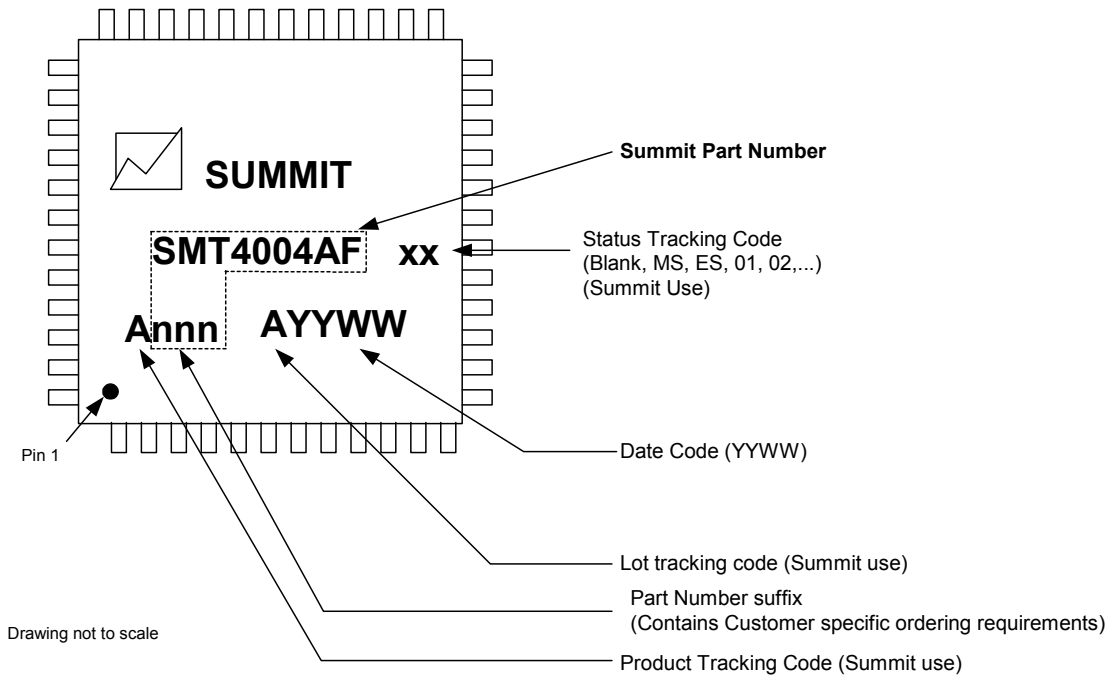 Summit Part Number
SUMMIT
SMT4004AF xx
Status Tracking Code
(Blank, MS, ES, 01, 02,...)
(Summit Use)
Annn AYYWW
Pin 1
Date Code (YYWW)
Lot tracking code (Summit use)
Part Number suffix
(Contains Customer specific ordering requirements)
Drawing not to scale
Product Tracking Code (Summit use)